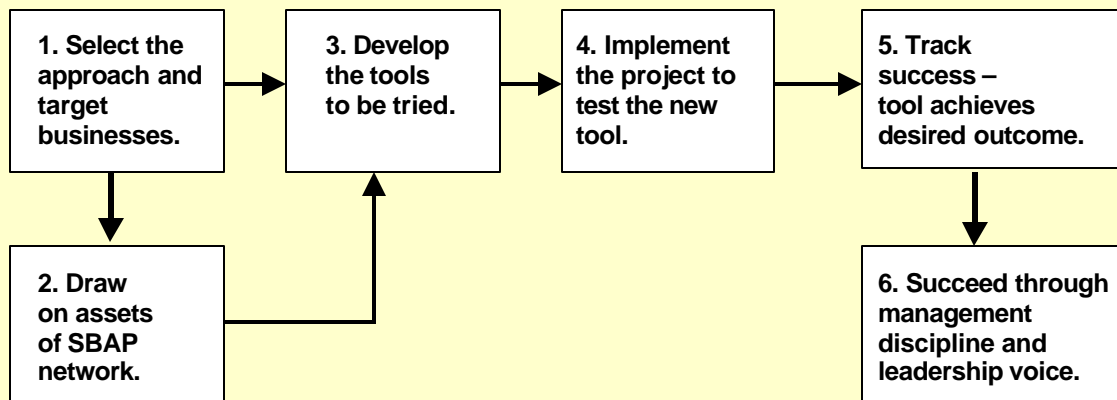 1. Select the
approach and
target
businesses.
2. Draw
on assets
of SBAP
network.
3. Develop
the tools
to be tried.
4. Implement
the project to
test the new
tool.
5. Track
success –
tool achieves
desired outcome.
6. Succeed through
management
discipline and
leadership voice.